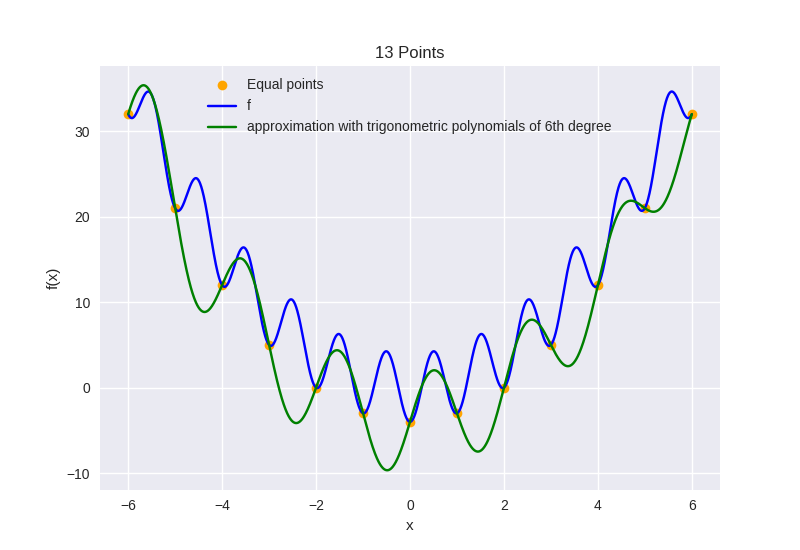 13 Points
Equal points
f
approximation with trigonometric polynomials of 6th degree
30
20
10
0
−10
f(x)
−6 −4 −2 0 2 4 6
x